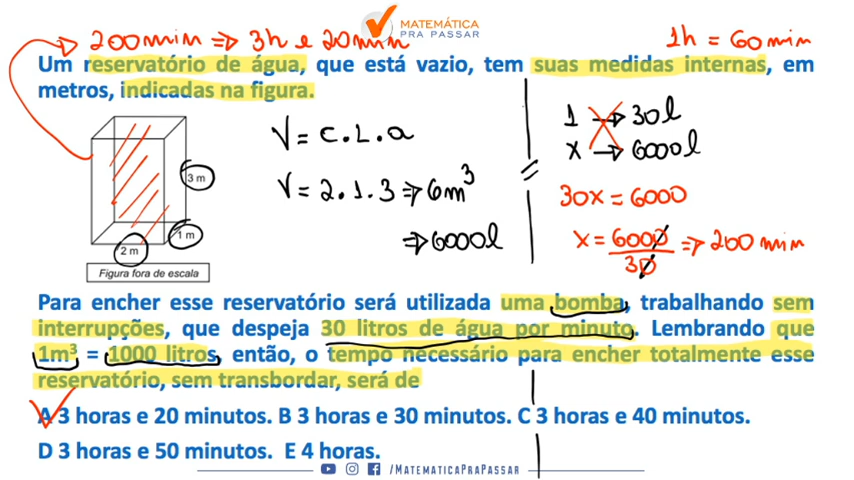 MATEMÁTICA
PRA PASSAR
200min => 3h e 20min
1h = 60min
Um reservatório de água, que está vazio, tem suas medidas internas, em
metros, indicadas na figura.
3 m
1 m
2 m
Figura fora de escala
V = C.L.a
V = 2.1.3 => 6m³
=> 6000l
1 → 30l
x → 6000l
30x = 6000
x = 6000/30 => 200 min
Para encher esse reservatório será utilizada uma bomba, trabalhando sem
interrupções, que despeja 30 litros de água por minuto. Lembrando que
1m³ = 1000 litros, então, o tempo necessário para encher totalmente esse
reservatório, sem transbordar, será de
A 3 horas e 20 minutos. B 3 horas e 30 minutos. C 3 horas e 40 minutos.
D 3 horas e 50 minutos. E 4 horas.
/MATEMATICAPRAPASSAR